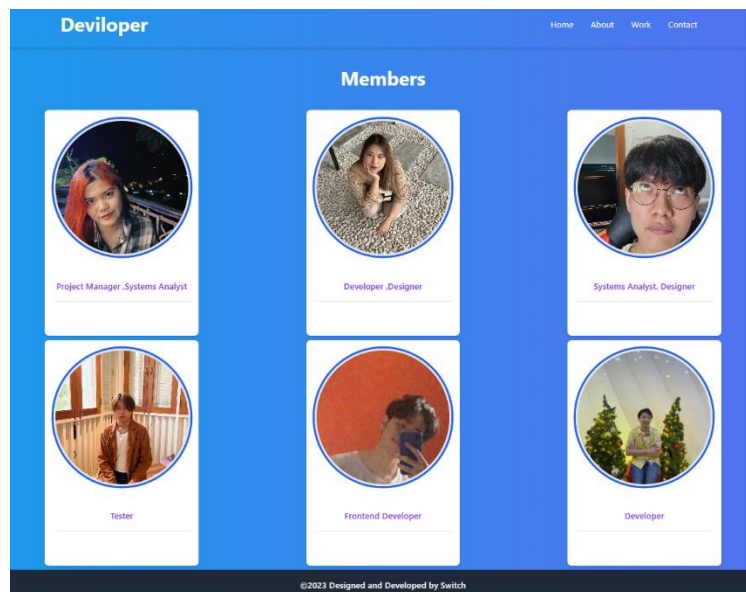 Deviloper
Home About Work Contact
Members
Project Manager ,Systems Analyst
Developer ,Designer
Systems Analyst, Designer
Tester
Frontend Developer
Developer
©2023 Designed and Developed by Switch